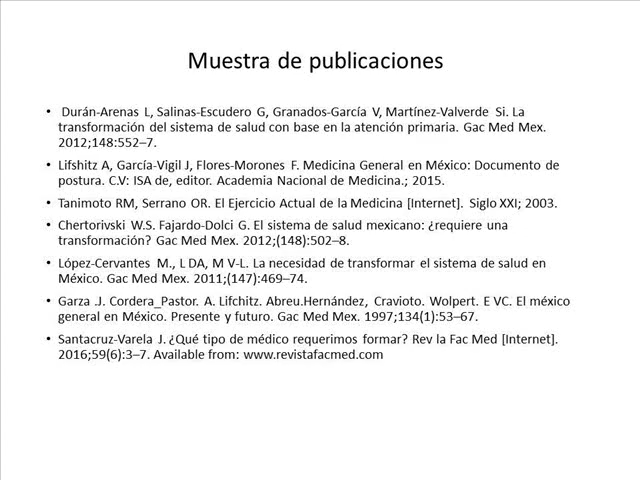 Muestra de publicaciones
• Durán-Arenas L, Salinas-Escudero G, Granados-García V, Martínez-Valverde Si. La
transformación del sistema de salud con base en la atención primaria. Gac Med Mex.
2012;148:552–7.
• Lifshitz A, García-Vigil J, Flores-Morones F. Medicina General en México: Documento de
postura. C.V: ISA de, editor. Academia Nacional de Medicina.; 2015.
• Tanimoto RM, Serrano OR. El Ejercicio Actual de la Medicina [Internet]. Siglo XXI; 2003.
• Chertorivski W.S. Fajardo-Dolci G. El sistema de salud mexicano: ¿requiere una
transformación? Gac Med Mex. 2012;(148):502–8.
• López-Cervantes M., L DA, M V-L. La necesidad de transformar el sistema de salud en
México. Gac Med Mex. 2011;(147):469–74.
• Garza .J. Cordera_Pastor. A. Lifchitz. Abreu.Hernández, Cravioto. Wolpert. E VC. El méxico
general en México. Presente y futuro. Gac Med Mex. 1997;134(1):53–67.
• Santacruz-Varela J. ¿Qué tipo de médico requerimos formar? Rev la Fac Med [Internet].
2016;59(6):3–7. Available from: www.revistafacmed.com